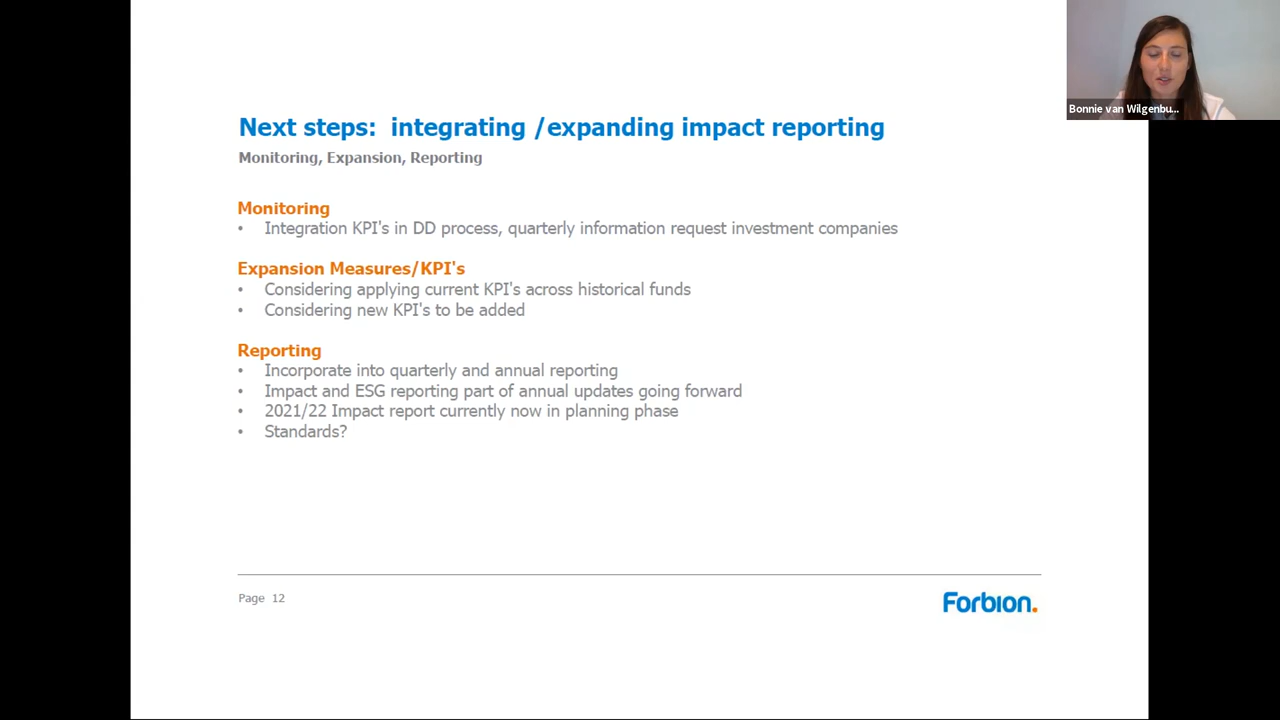 Next steps:  integrating /expanding impact reporting
Monitoring, Expansion, Reporting
Monitoring
• Integration KPI's in DD process, quarterly information request investment companies
Expansion Measures/KPI's
• Considering applying current KPI's across historical funds
• Considering new KPI's to be added
Reporting
• Incorporate into quarterly and annual reporting
• Impact and ESG reporting part of annual updates going forward
• 2021/22 Impact report currently now in planning phase
• Standards?
Page 12
Forbion.
Bonnie van Wilgenbu...